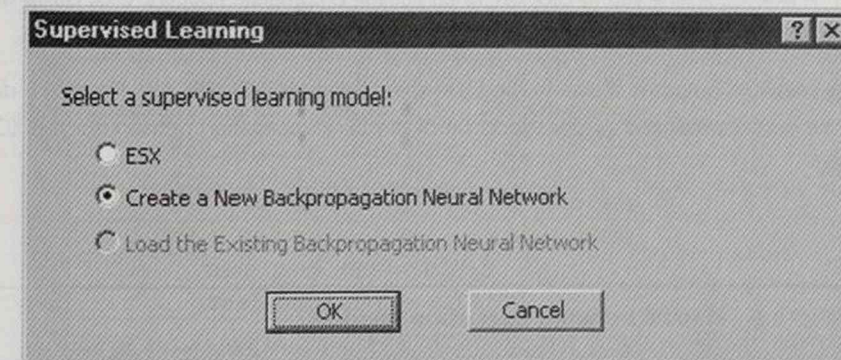 Supervised Learning
Select a supervised learning model:
ESX
Create a New Backpropagation Neural Network
Load the Existing Backpropagation Neural Network
OK Cancel